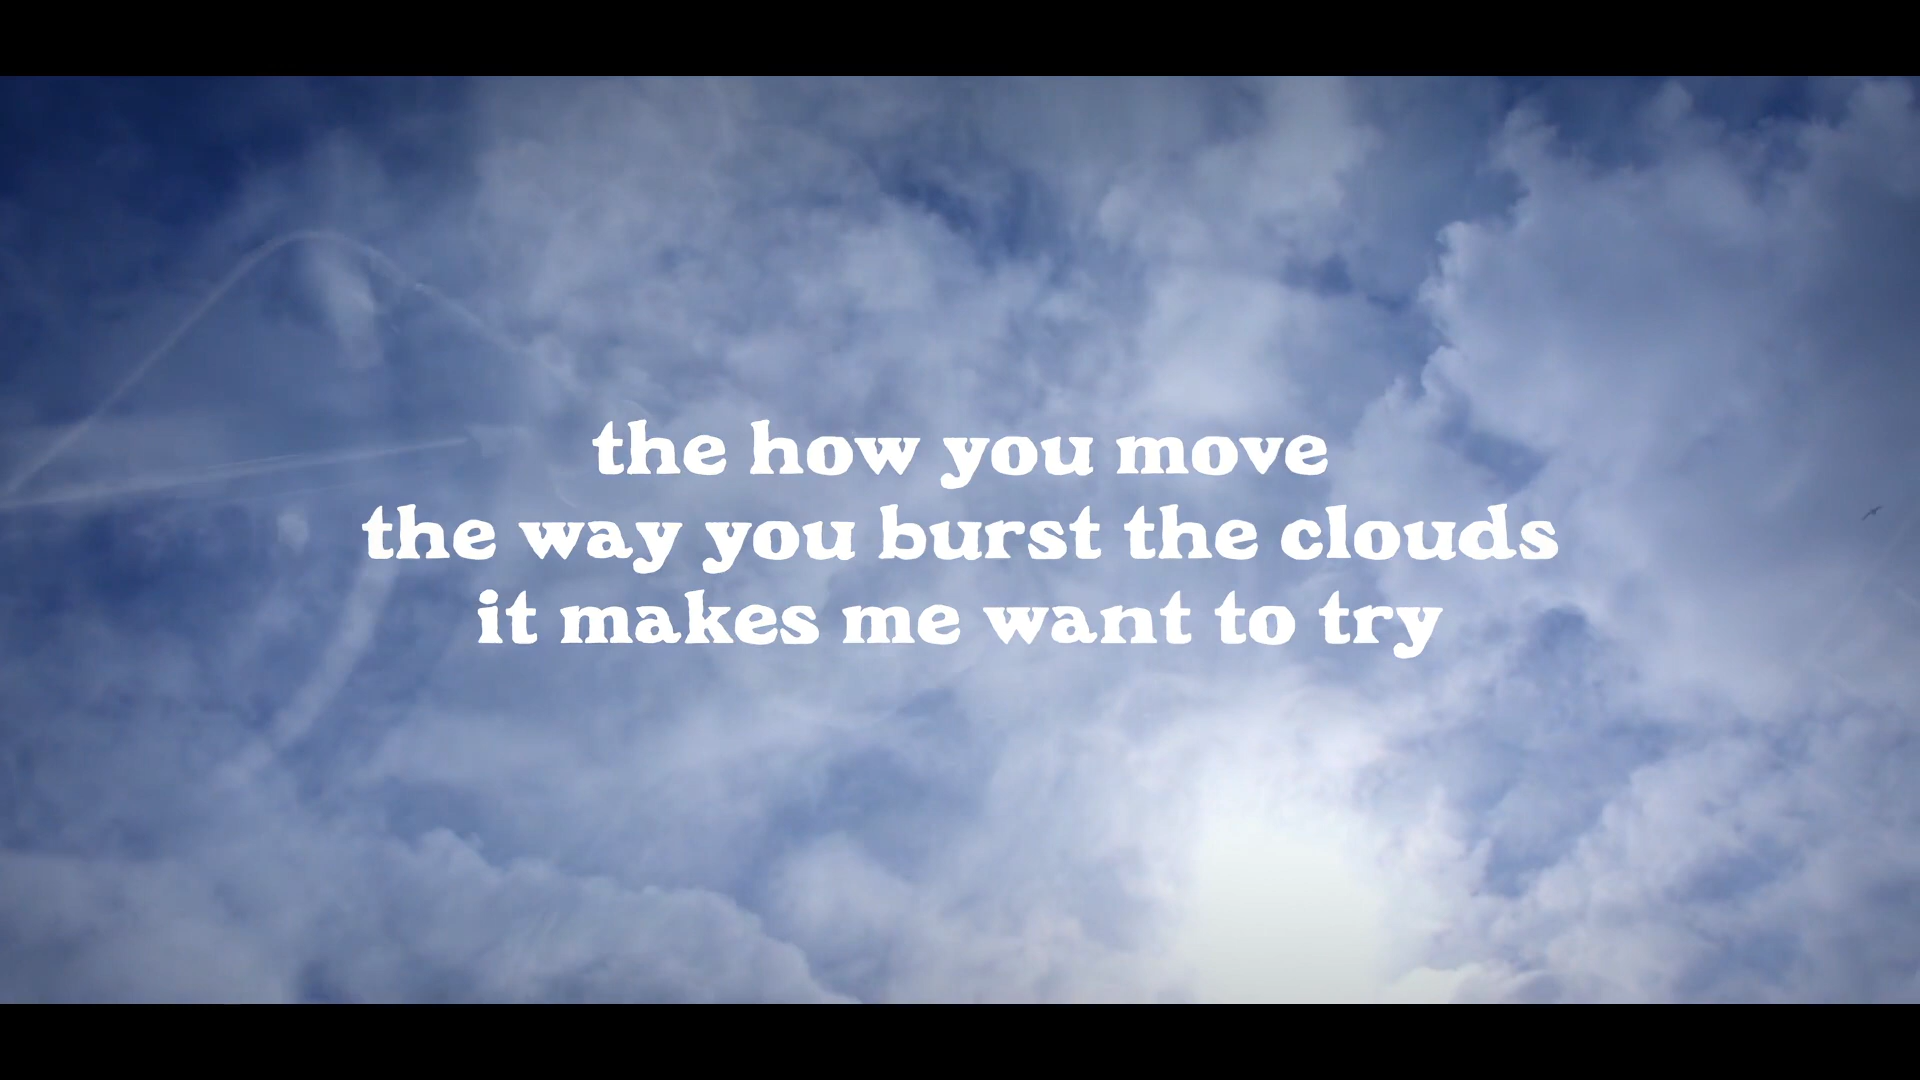 the how you move
the way you burst the clouds
it makes me want to try